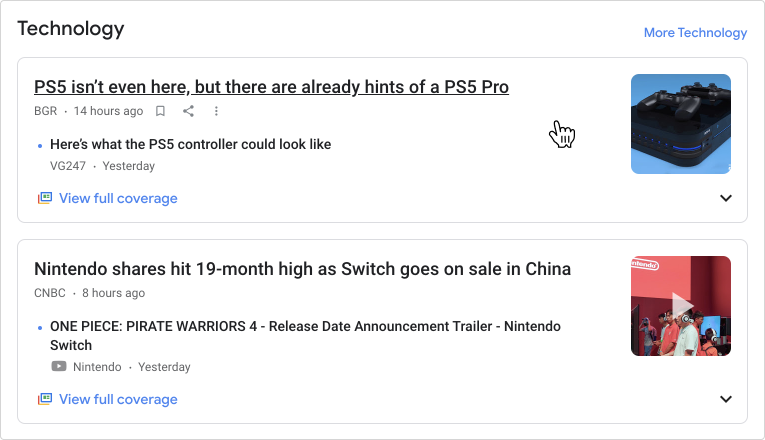 Technology
More Technology
PS5 isn’t even here, but there are already hints of a PS5 Pro
BGR · 14 hours ago
Here’s what the PS5 controller could look like
VG247 · Yesterday
View full coverage
Nintendo shares hit 19-month high as Switch goes on sale in China
CNBC · 8 hours ago
Nintendo
ONE PIECE: PIRATE WARRIORS 4 - Release Date Announcement Trailer - Nintendo
Switch
Nintendo · Yesterday
View full coverage